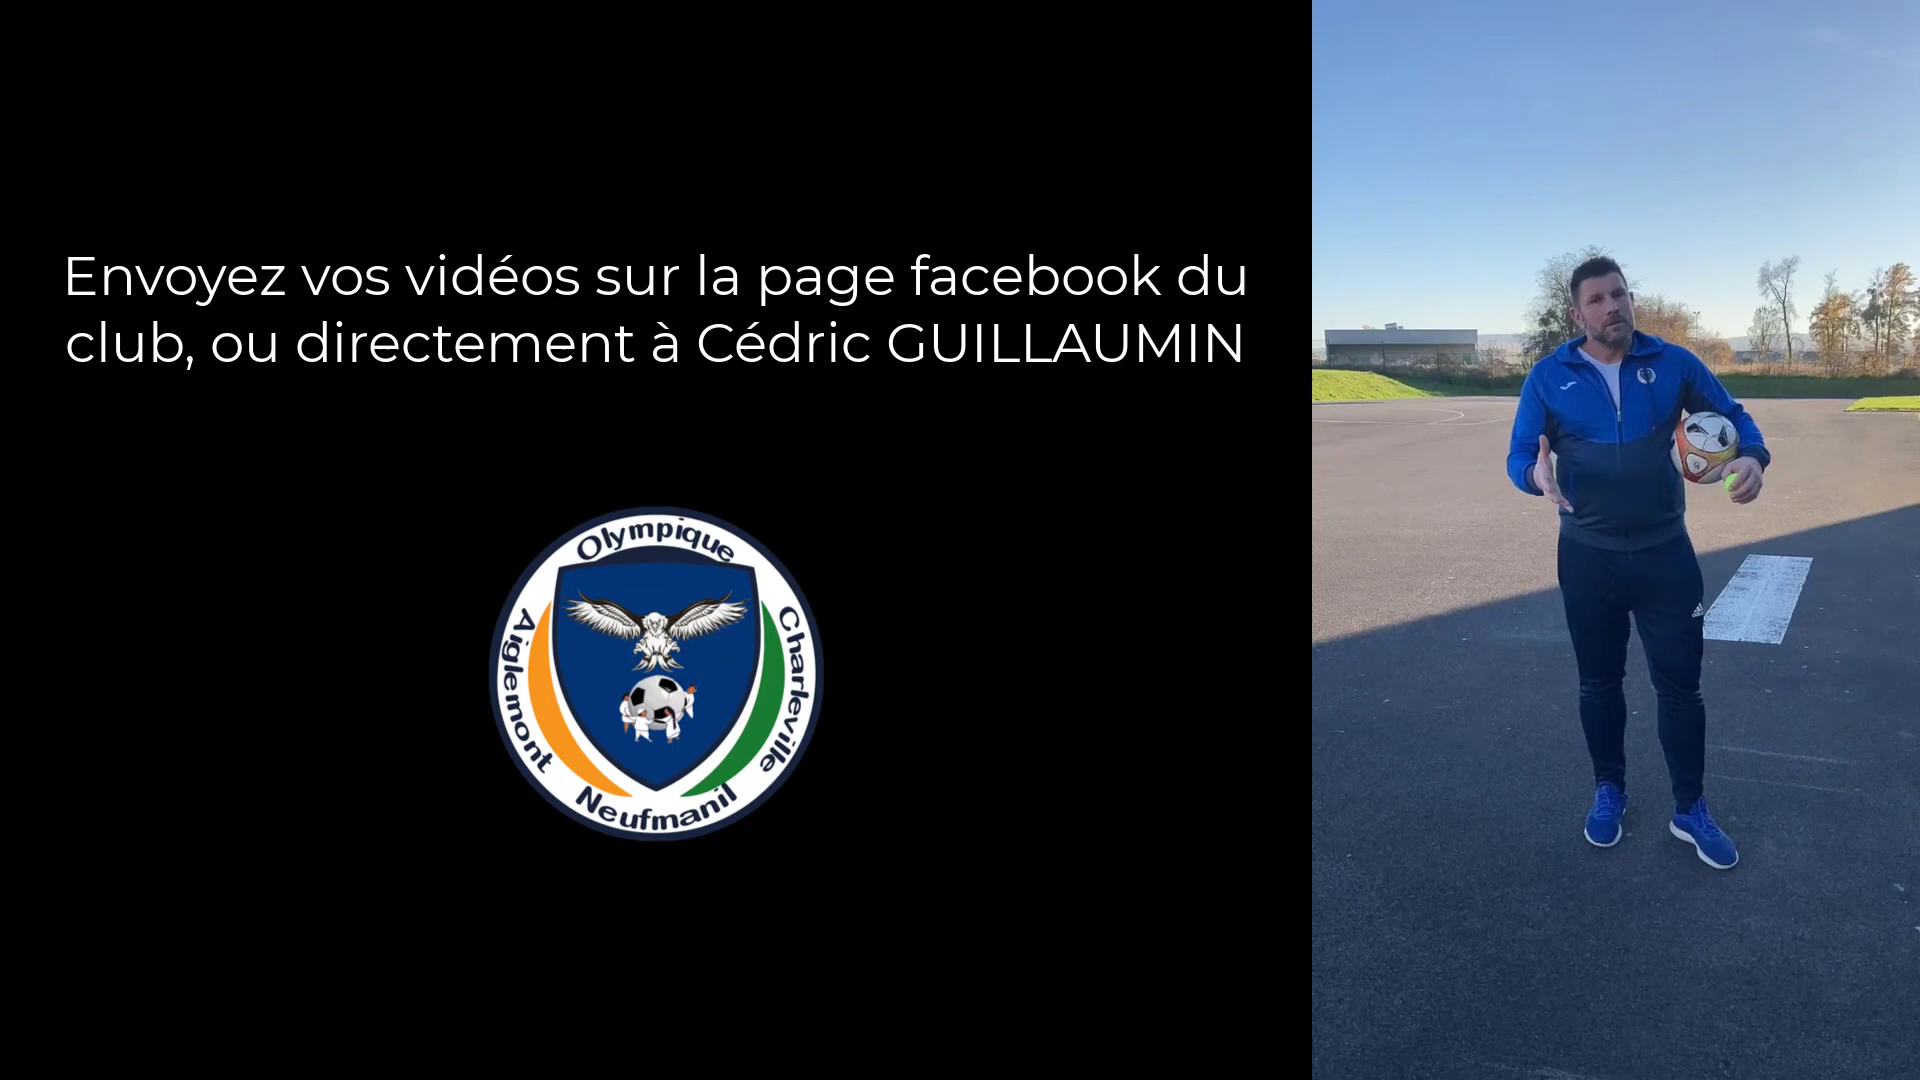 Envoyez vos vidéos sur la page facebook du
club, ou directement à Cédric GUILLAUMIN
Olympique
Charleville
Neufmanil
Aiglemont